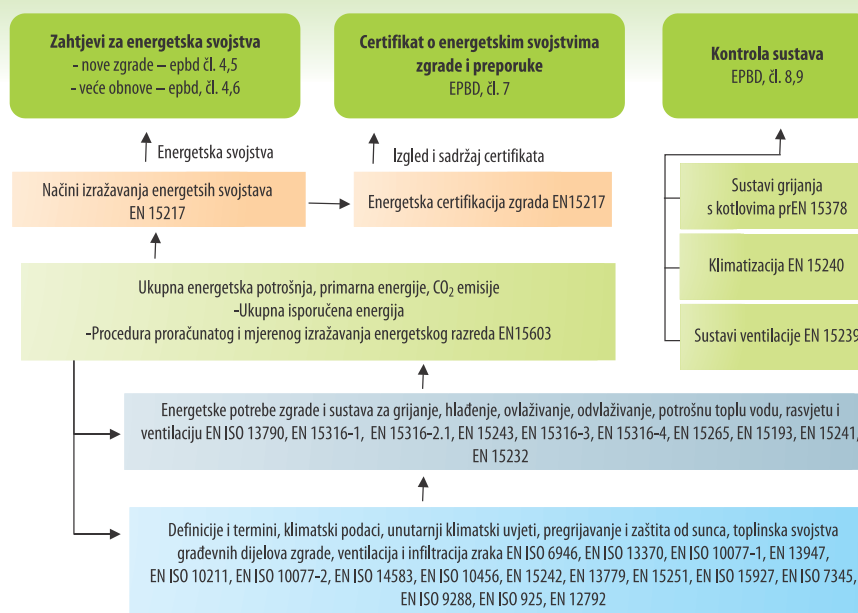 Zahtjevi za energetska svojstva
- nove zgrade – epbd čl. 4,5
- veće obnove – epbd, čl. 4,6
Certifikat o energetskim svojstvima
zgrade i preporuke
EPBD, čl. 7
Kontrola sustava
EPBD, čl. 8,9
Energetska svojstva
Izgled i sadržaj certifikata
Načini izražavanja energetsih svojstava
EN 15217
Energetska certifikacija zgrada EN15217
Sustavi grijanja
s kotlovima prEN 15378
Klimatizacija EN 15240
Sustavi ventilacije EN 15239
Ukupna energetska potrošnja, primarna energije, CO₂ emisije
-Ukupna isporučena energija
-Procedura proračunatog i mjerenog izražavanja energetskog razreda EN15603
Energetske potrebe zgrade i sustava za grijanje, hlađenje, ovlaživanje, odvlaživanje, potrošnu toplu vodu, rasvjetu i
ventilaciju EN ISO 13790, EN 15316-1, EN 15316-2.1, EN 15243, EN 15316-3, EN 15316-4, EN 15265, EN 15193, EN 15241,
EN 15232
Definicije i termini, klimatski podaci, unutarnji klimatski uvjeti, pregrijavanje i zaštita od sunca, toplinska svojstva
građevnih dijelova zgrade, ventilacija i infiltracija zraka EN ISO 6946, EN ISO 13370, EN ISO 10077-1, EN 13947,
EN ISO 10211, EN ISO 10077-2, EN ISO 14583, EN ISO 10456, EN 15242, EN 13779, EN 15251, EN ISO 15927, EN ISO 7345,
EN ISO 9288, EN ISO 925, EN 12792